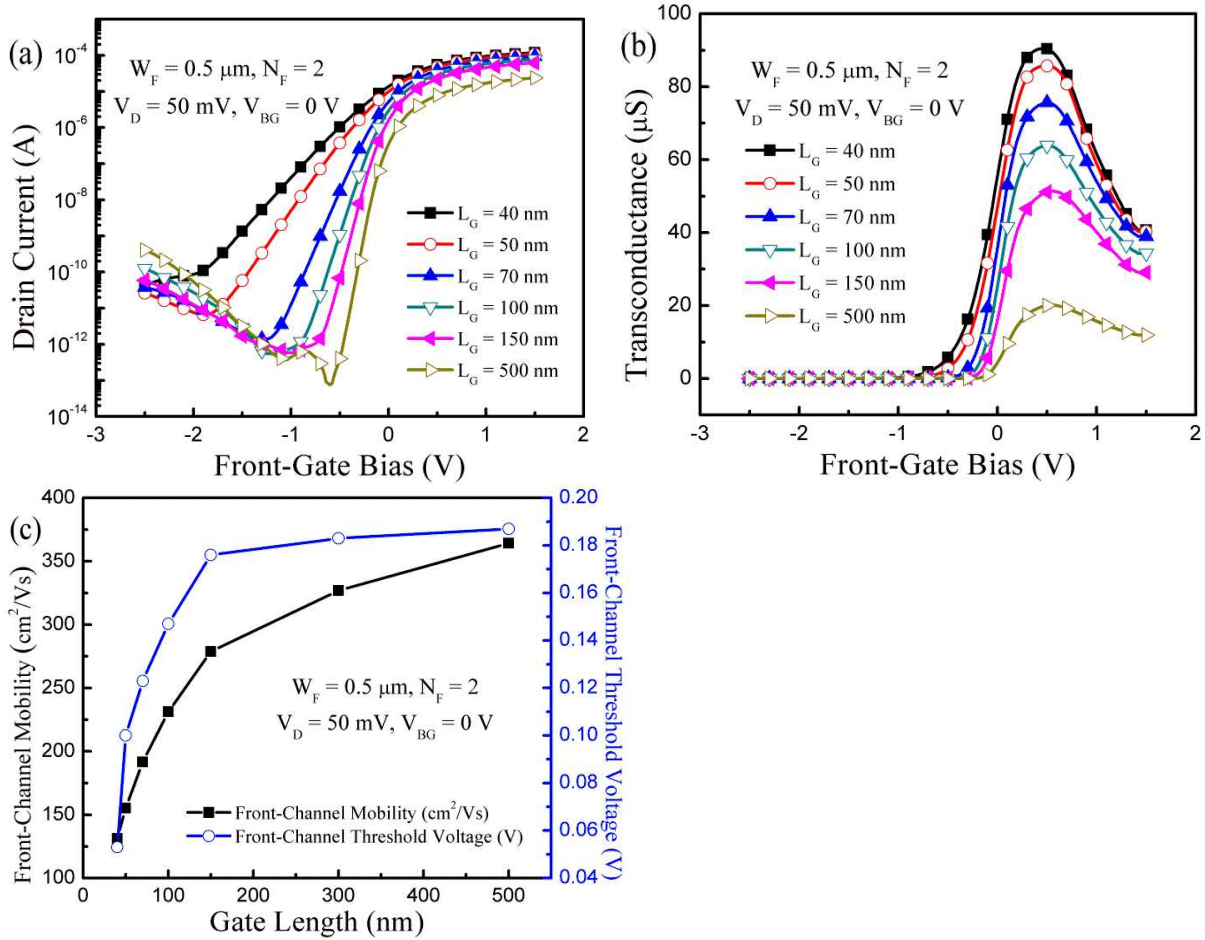 (a)
W_F = 0.5 μm, N_F = 2
V_D = 50 mV, V_BG = 0 V
L_G = 40 nm
L_G = 50 nm
L_G = 70 nm
L_G = 100 nm
L_G = 150 nm
L_G = 500 nm
Drain Current (A)
10^-4
10^-6
10^-8
10^-10
10^-12
10^-14
-3
-2
-1
0
1
2
Front-Gate Bias (V)
(b)
W_F = 0.5 μm, N_F = 2
V_D = 50 mV, V_BG = 0 V
L_G = 40 nm
L_G = 50 nm
L_G = 70 nm
L_G = 100 nm
L_G = 150 nm
L_G = 500 nm
Transconductance (μS)
100
80
60
40
20
0
-3
-2
-1
0
1
2
Front-Gate Bias (V)
(c)
Front-Channel Mobility (cm²/Vs)
400
350
300
250
200
150
100
W_F = 0.5 μm, N_F = 2
V_D = 50 mV, V_BG = 0 V
Front-Channel Mobility (cm²/Vs)
Front-Channel Threshold Voltage (V)
0.20
0.18
0.16
0.14
0.12
0.10
0.08
0.06
0.04
Front-Channel Threshold Voltage (V)
0
100
200
300
400
500
Gate Length (nm)